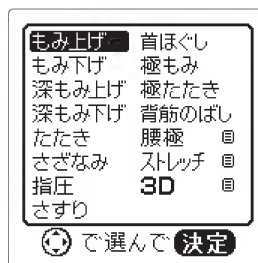 もみ上げ 首ほぐし
もみ下げ 極もみ
深もみ上げ 極たたき
深もみ下げ 背筋のばし
たたき 腰極
さざなみ ストレッチ
指圧 3D
さすり
で選んで 決定